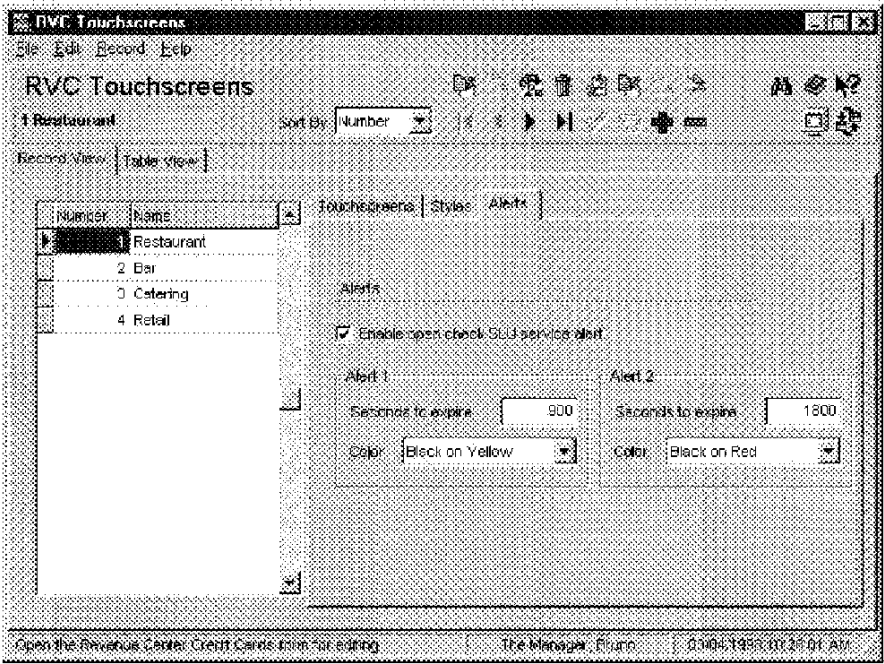 RVC Touchscreens
File Edit Record Help
RVC Touchscreens
1 Restaurant Sort By Number
Record View Table View
Number Name
1 Restaurant
2 Bar
3 Catering
4 Retail
Touchscreens Styles Alerts
Alerts
Enable open check SLU service alert
Alert 1
Seconds to expire 900
Color Black on Yellow
Alert 2
Seconds to expire 1800
Color Black on Red
Open the Revenue Center Credit Cards form for editing The Manager, Bruno AM